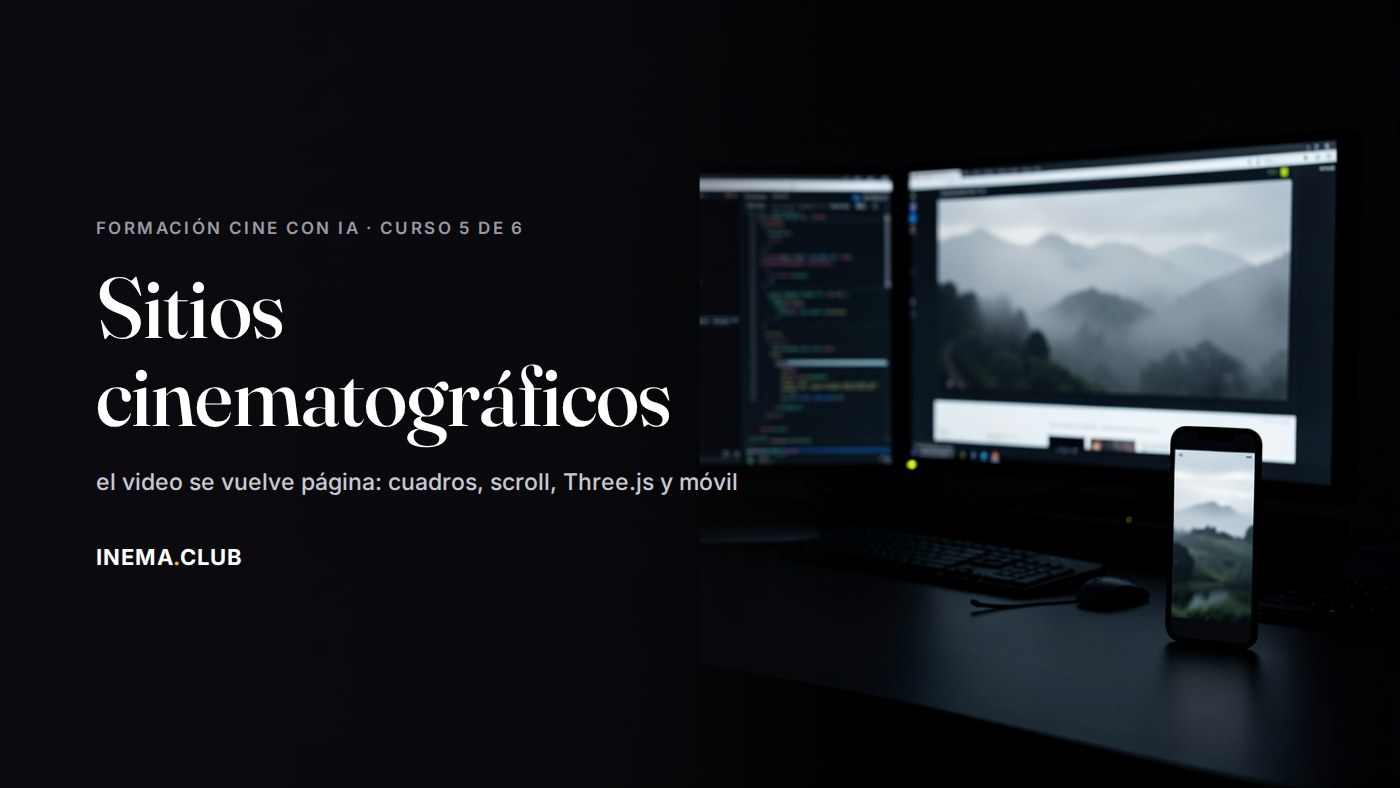 FORMACIÓN CINE CON IA · CURSO 5 DE 6
Sitios
cinematográficos
el video se vuelve página: cuadros, scroll, Three.js y móvil
INEMA.CLUB